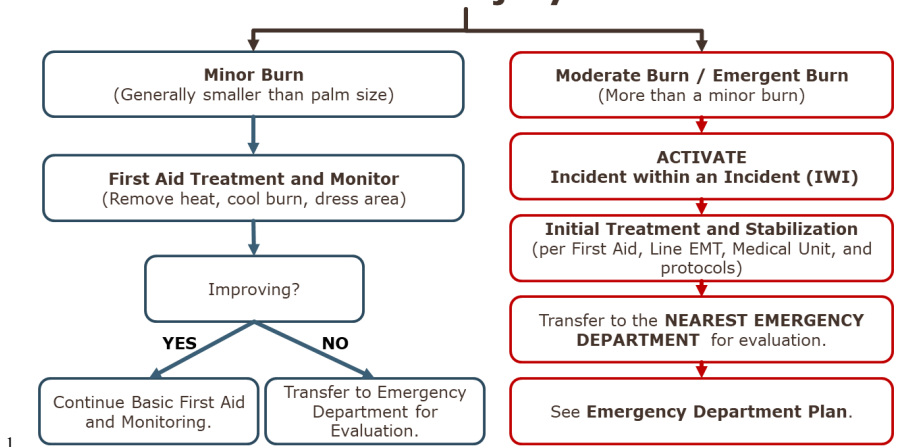 Minor Burn
(Generally smaller than palm size)
First Aid Treatment and Monitor
(Remove heat, cool burn, dress area)
Improving?
YES
NO
Continue Basic First Aid
and Monitoring.
Transfer to Emergency
Department for
Evaluation.
Moderate Burn / Emergent Burn
(More than a minor burn)
ACTIVATE
Incident within an Incident (IWI)
Initial Treatment and Stabilization
(per First Aid, Line EMT, Medical Unit, and
protocols)
Transfer to the NEAREST EMERGENCY
DEPARTMENT for evaluation.
See Emergency Department Plan.
1